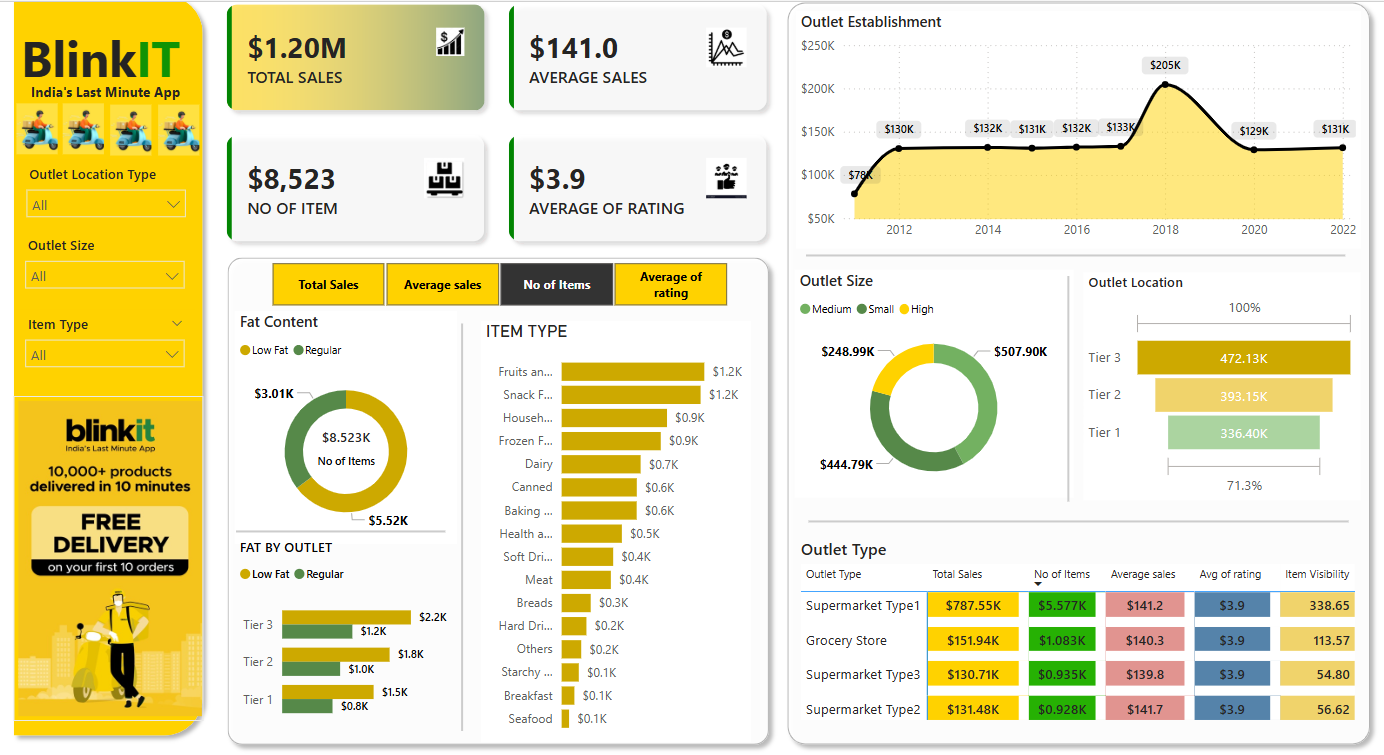 BlinkIT
India's Last Minute App
Outlet Location Type
All
Outlet Size
All
Item Type
All
blinkit
India's Last Minute App
10,000+ products
delivered in 10 minutes
FREE
DELIVERY
on your first 10 orders
$1.20M
TOTAL SALES
$141.0
AVERAGE SALES
$8,523
NO OF ITEM
$3.9
AVERAGE OF RATING
Total Sales
Average sales
No of Items
Average of
rating
Fat Content
Low Fat Regular
$3.01K
$8.523K
No of Items
$5.52K
FAT BY OUTLET
Low Fat Regular
Tier 3 $2.2K
$1.2K
Tier 2 $1.8K
$1.0K
Tier 1 $1.5K
$0.8K
ITEM TYPE
Fruits an... $1.2K
Snack F... $1.2K
Househ... $0.9K
Frozen F... $0.9K
Dairy $0.7K
Canned $0.6K
Baking ... $0.6K
Health a... $0.5K
Soft Dri... $0.4K
Meat $0.4K
Breads $0.3K
Hard Dri... $0.2K
Others $0.2K
Starchy ... $0.1K
Breakfast $0.1K
Seafood $0.1K
Outlet Establishment
$250K
$200K
$150K
$100K
$50K
$78K $130K $132K $131K $132K $133K $205K $129K $131K
2012 2014 2016 2018 2020 2022
Outlet Size
Medium Small High
$248.99K $507.90K
$444.79K
Outlet Location
100%
Tier 3 472.13K
Tier 2 393.15K
Tier 1 336.40K
71.3%
Outlet Type
Outlet Type Total Sales No of Items Average sales Avg of rating Item Visibility
Supermarket Type1 $787.55K $5.577K $141.2 $3.9 338.65
Grocery Store $151.94K $1.083K $140.3 $3.9 113.57
Supermarket Type3 $130.71K $0.935K $139.8 $3.9 54.80
Supermarket Type2 $131.48K $0.928K $141.7 $3.9 56.62